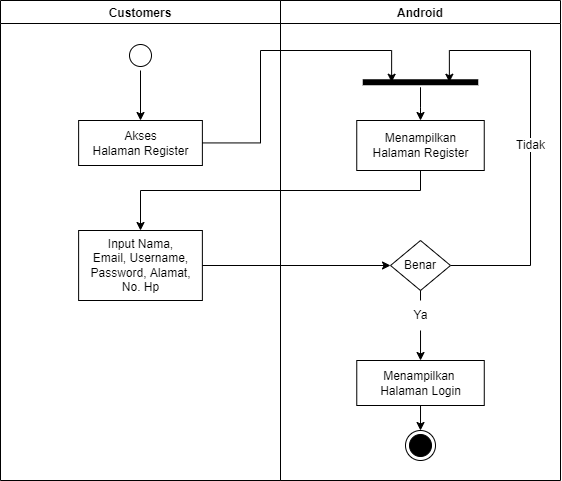 Customers
Android
Akses
Halaman Register
Menampilkan
Halaman Register
Tidak
Input Nama,
Email, Username,
Password, Alamat,
No. Hp
Benar
Ya
Menampilkan
Halaman Login